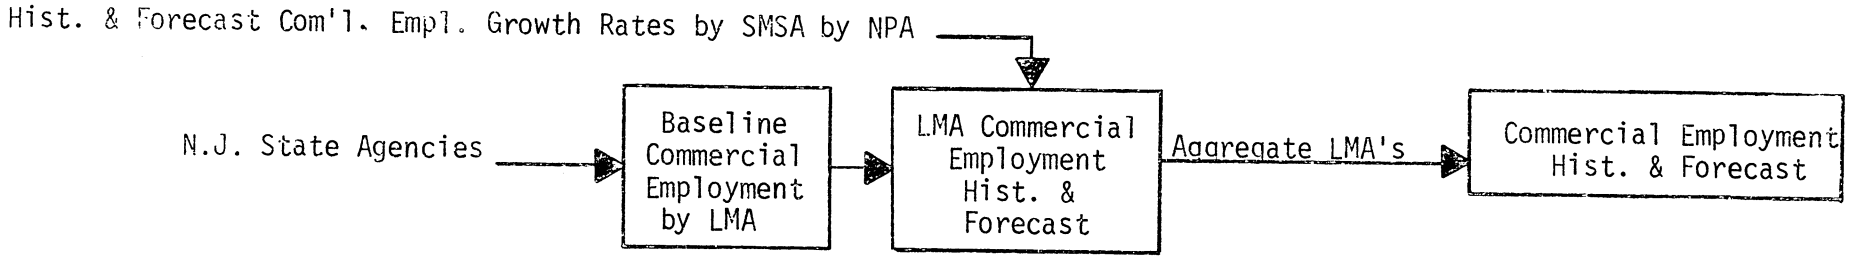 Hist. & Forecast Com'l. Empl. Growth Rates by SMSA by NPA
N.J. State Agencies
Baseline
Commercial
Employment
by LMA
LMA Commercial
Employment
Hist. &
Forecast
Aggregate LMA's
Commercial Employment
Hist. & Forecast